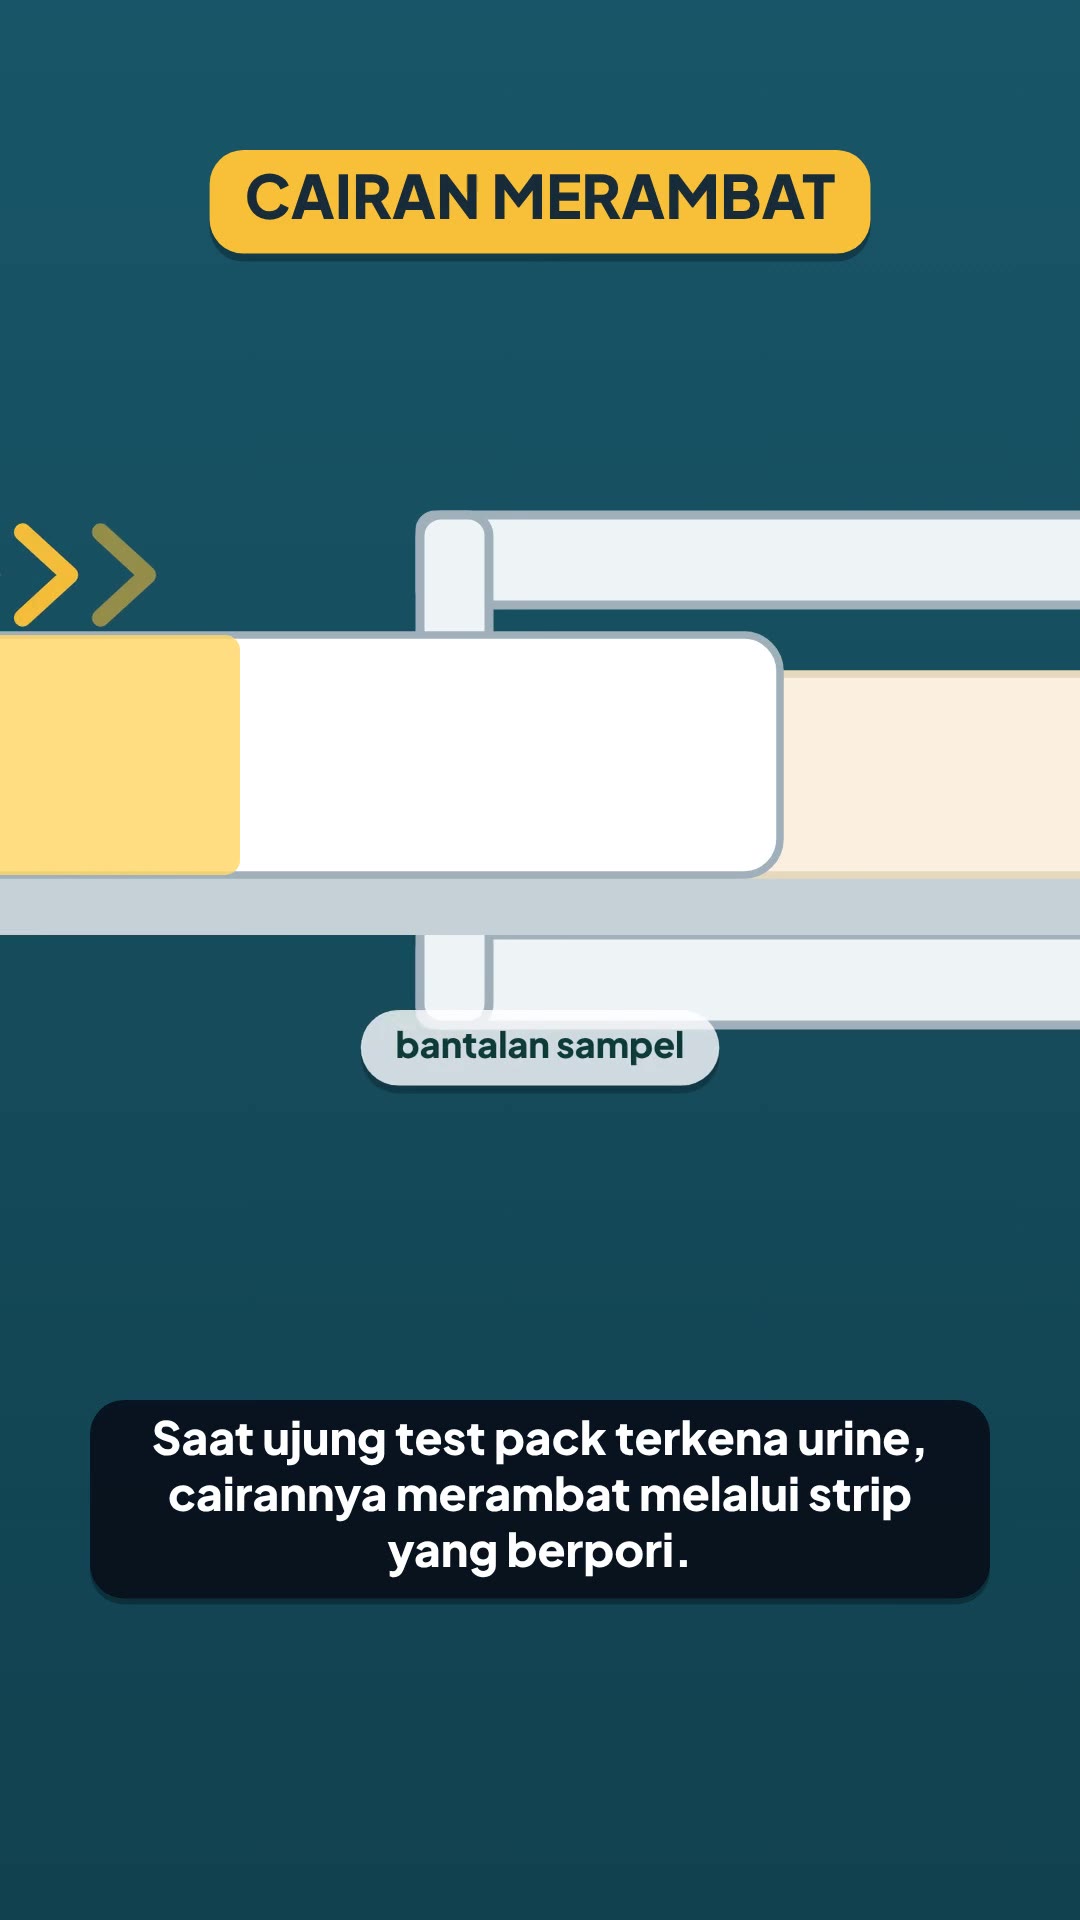 CAIRAN MERAMBAT
bantalan sampel
Saat ujung test pack terkena urine,
cairannya merambat melalui strip
yang berpori.